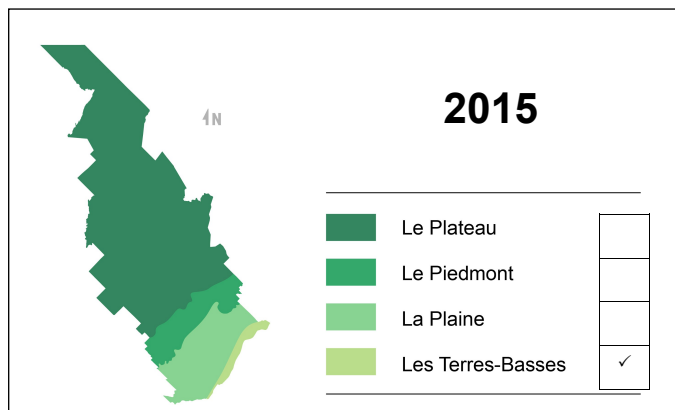 N
2015
Le Plateau
Le Piedmont
La Plaine
Les Terres-Basses ✓